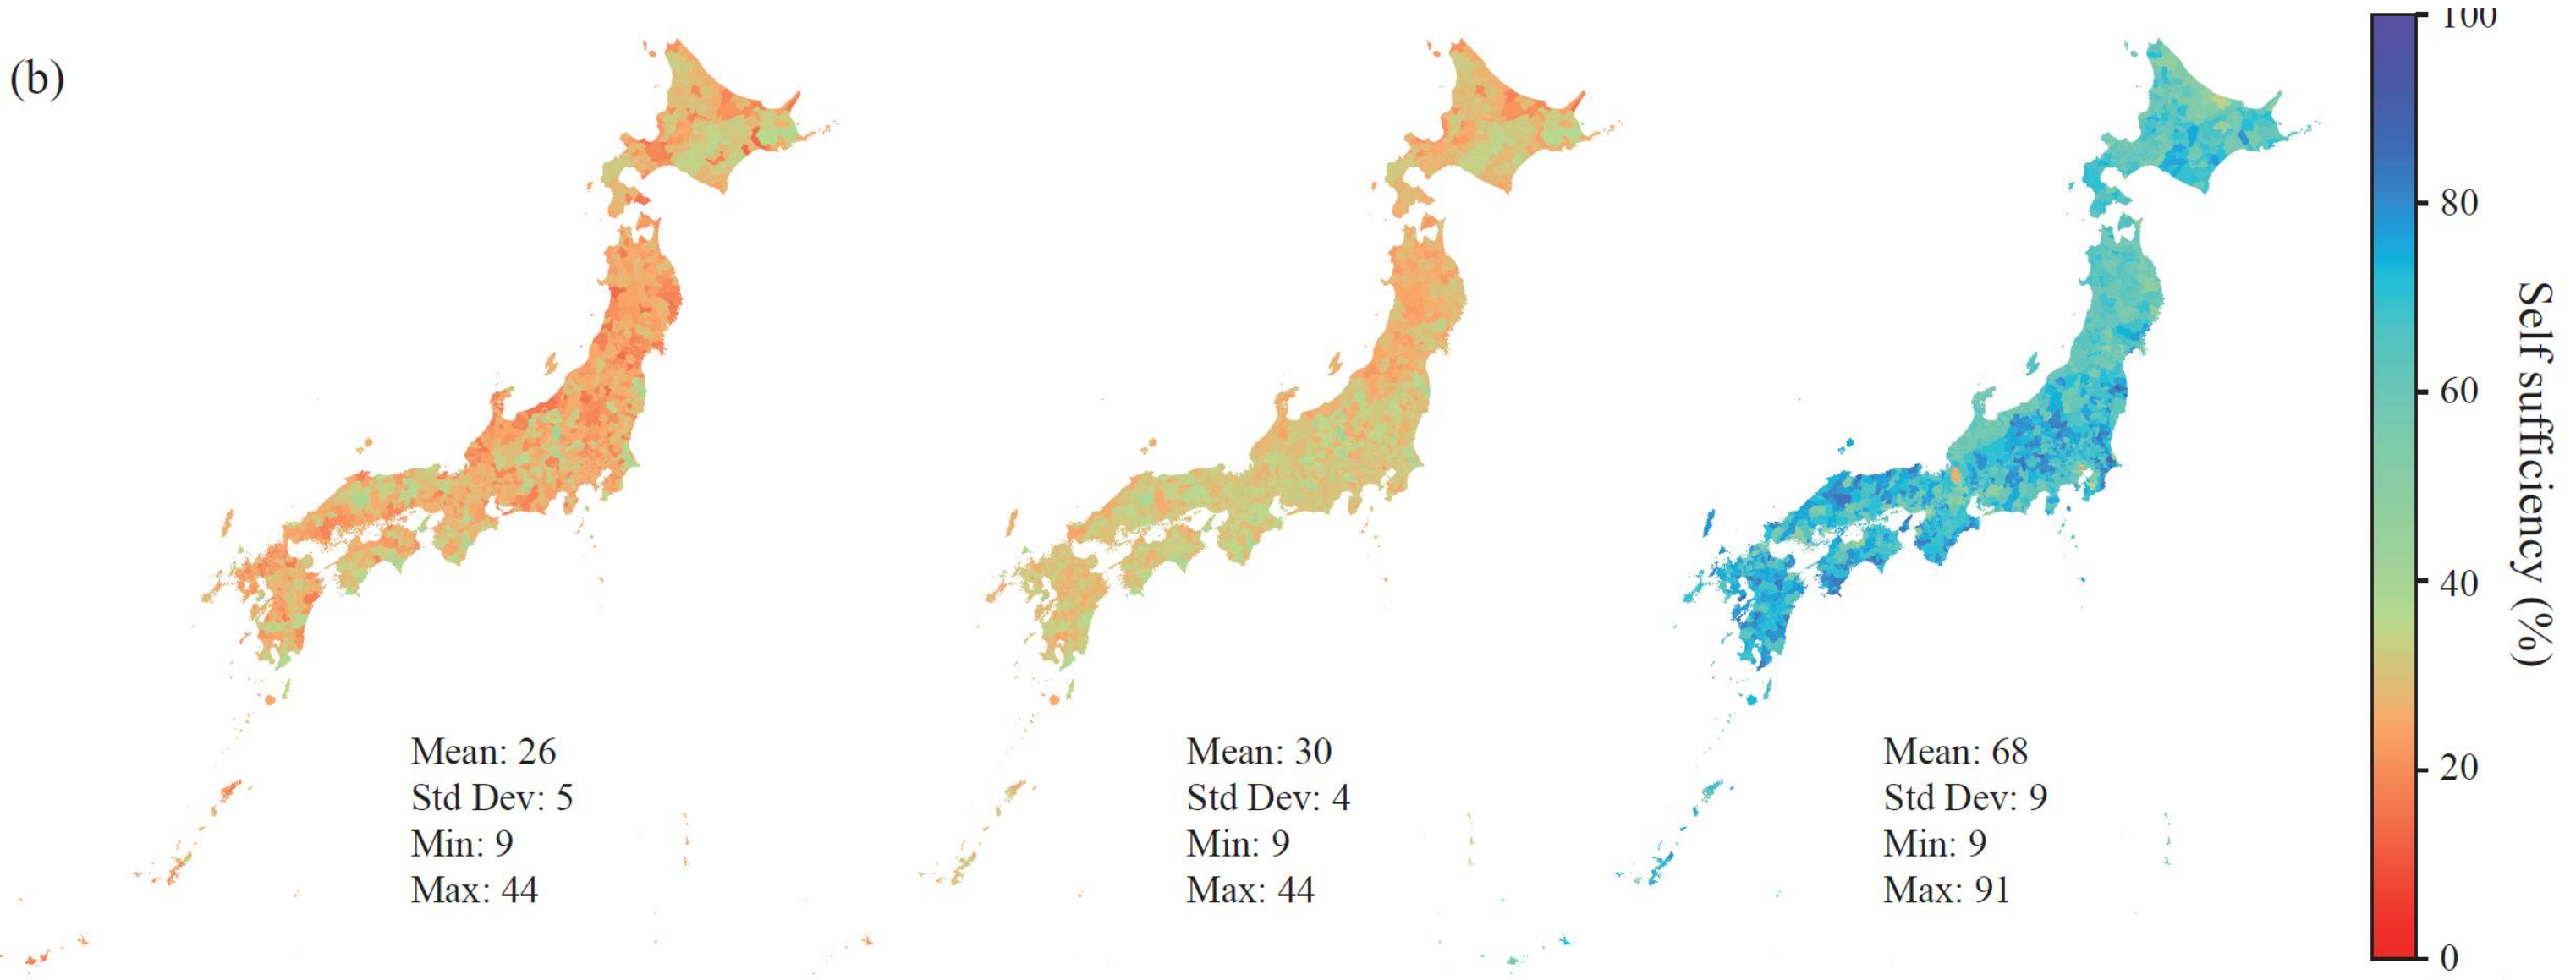 (b)
Mean: 26
Std Dev: 5
Min: 9
Max: 44
Mean: 30
Std Dev: 4
Min: 9
Max: 44
Mean: 68
Std Dev: 9
Min: 9
Max: 91
100
80
60
40
20
0
Self sufficiency (%)